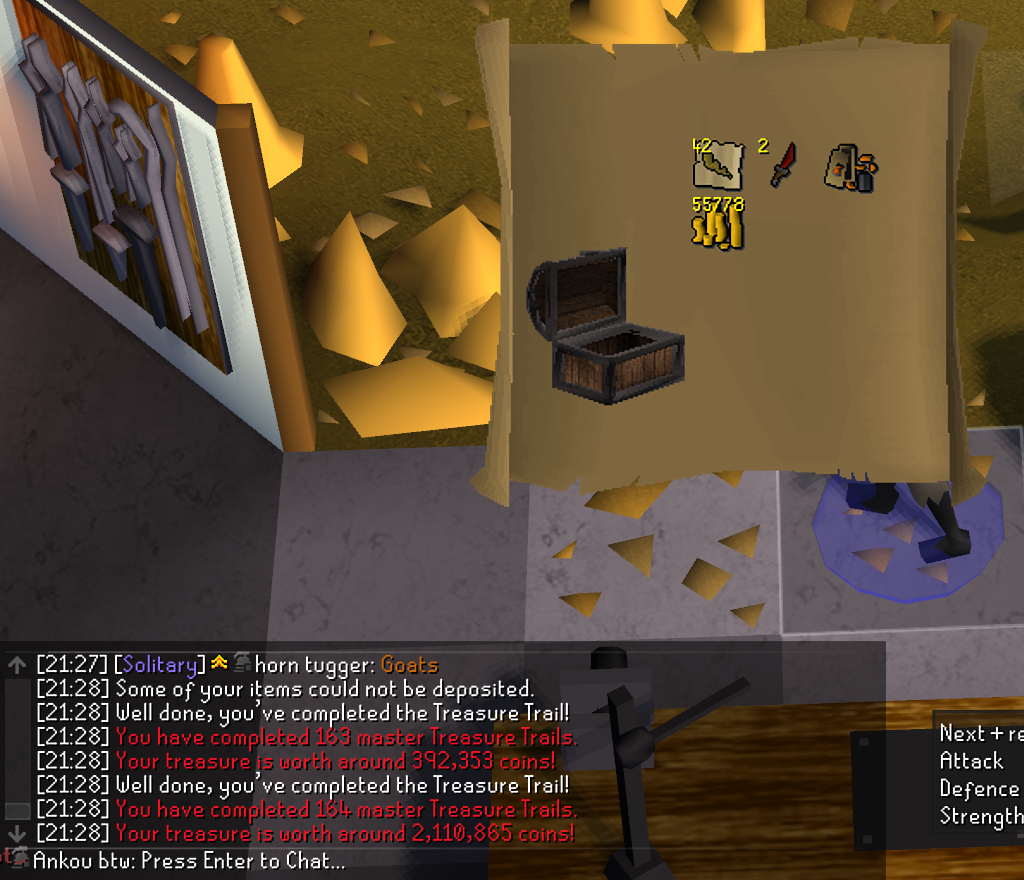 42
2
55778
[21:27] [Solitary] horn tugger: Goats
[21:28] Some of your items could not be deposited.
[21:28] Well done, you've completed the Treasure Trail!
[21:28] You have completed 163 master Treasure Trails.
[21:28] Your treasure is worth around 392,353 coins!
[21:28] Well done, you've completed the Treasure Trail!
[21:28] You have completed 164 master Treasure Trails.
[21:28] Your treasure is worth around 2,110,865 coins!
Ankou btw: Press Enter to Chat...
Next + re
Attack
Defence
Strength